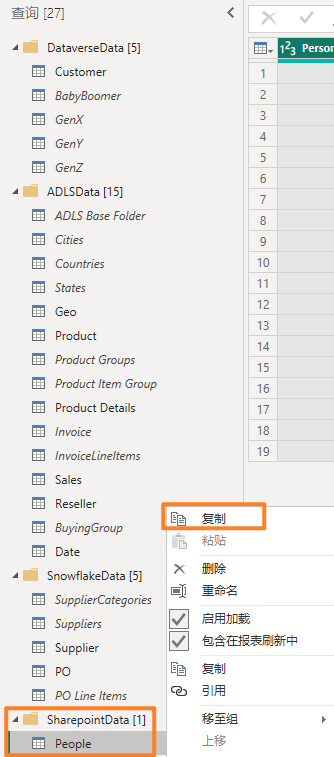 查询 [27]
DataverseData [5]
Customer
BabyBoomer
GenX
GenY
GenZ
ADLSData [15]
ADLS Base Folder
Cities
Countries
States
Geo
Product
Product Groups
Product Item Group
Product Details
Invoice
InvoiceLineItems
Sales
Reseller
BuyingGroup
Date
SnowflakeData [5]
SupplierCategories
Suppliers
Supplier
PO
PO Line Items
SharepointData [1]
People
1²3 Person
1
2
3
4
5
6
7
8
9
10
11
12
13
14
15
16
17
18
19
复制
粘贴
删除
重命名
启用加载
包含在报表刷新中
复制
引用
移至组
上移